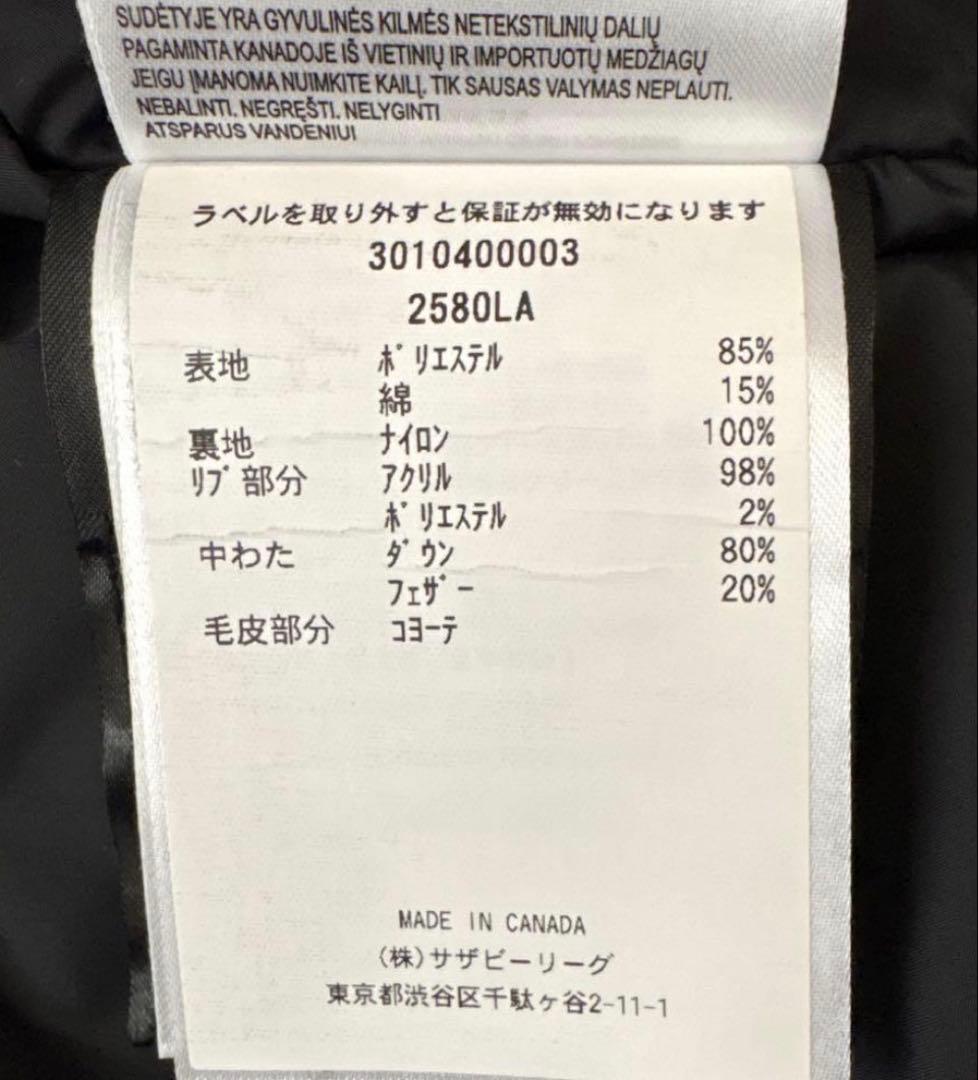 SUDĖTYJE YRA GYVULINĖS KILMĖS NETEKSTILINIŲ DALIŲ
PAGAMINTA KANADOJE IŠ VIETINIŲ IR IMPORTUOTŲ MEDŽIAGŲ
JEIGU ĮMANOMA NUIMKITE KAILĮ. TIK SAUSAS VALYMAS NEPLAUTI.
NEBALINTI. NEGRĘŠTI. NELYGINTI
ATSPARUS VANDENIUI
ラベルを取り外すと保証が無効になります
3010400003
2580LA
表地 ポリエステル 85%
綿 15%
裏地 ナイロン 100%
リブ部分 アクリル 98%
ポリエステル 2%
中わた ダウン 80%
フェザー 20%
毛皮部分 コヨーテ
MADE IN CANADA
(株)サザビーリーグ
東京都渋谷区千駄ヶ谷2-11-1